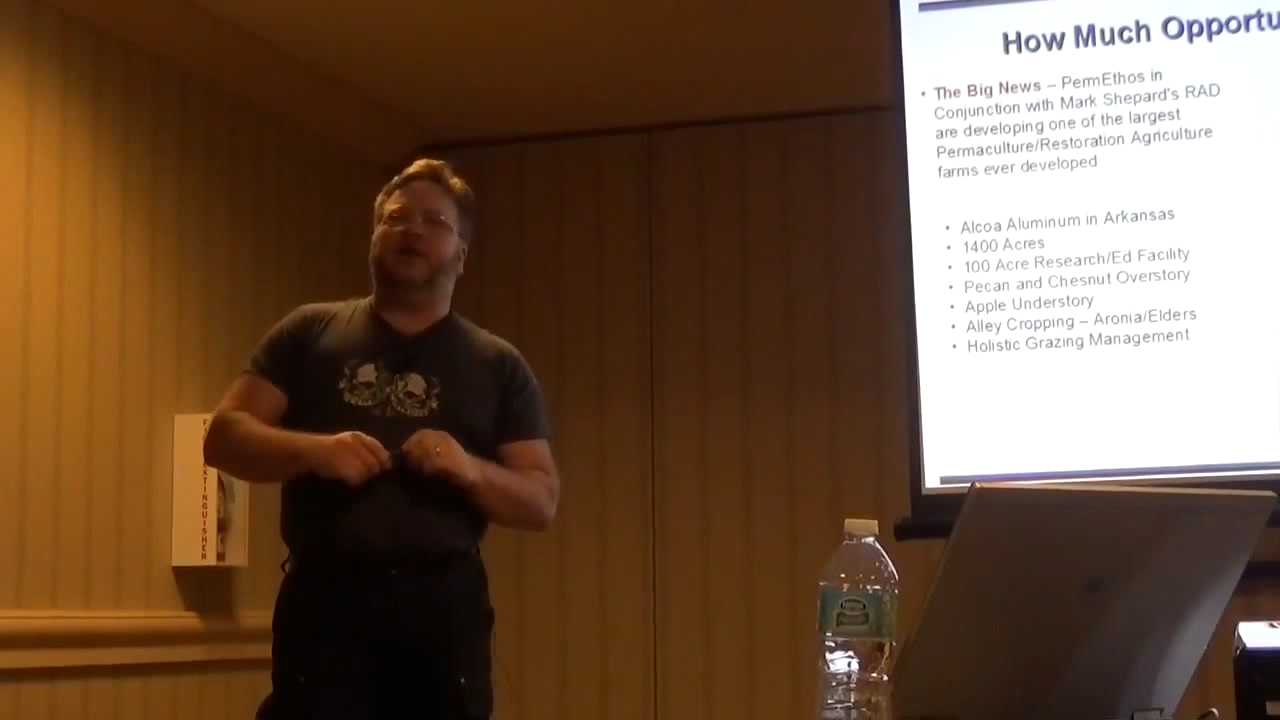 How Much Opportu
The Big News – PermEthos in
Conjunction with Mark Shepard's RAD
are developing one of the largest
Permaculture/Restoration Agriculture
farms ever developed
Alcoa Aluminum in Arkansas
1400 Acres
100 Acre Research/Ed Facility
Pecan and Chesnut Overstory
Apple Understory
Alley Cropping – Aronia/Elders
Holistic Grazing Management